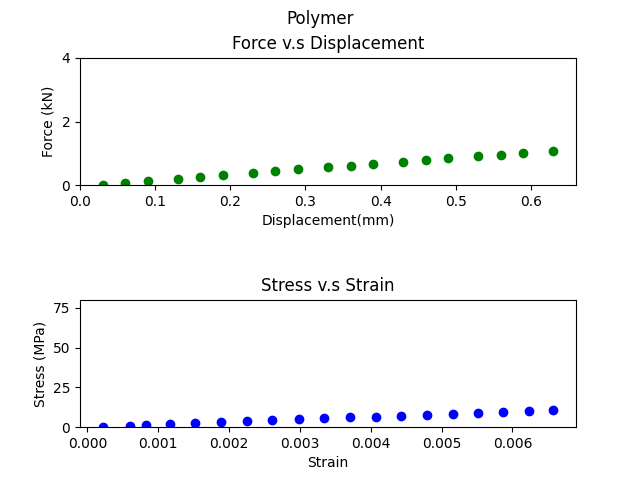 Polymer
Force v.s Displacement
4
2
0
Force (kN)
0.0 0.1 0.2 0.3 0.4 0.5 0.6
Displacement(mm)
Stress v.s Strain
75
50
25
0
Stress (MPa)
0.000 0.001 0.002 0.003 0.004 0.005 0.006
Strain